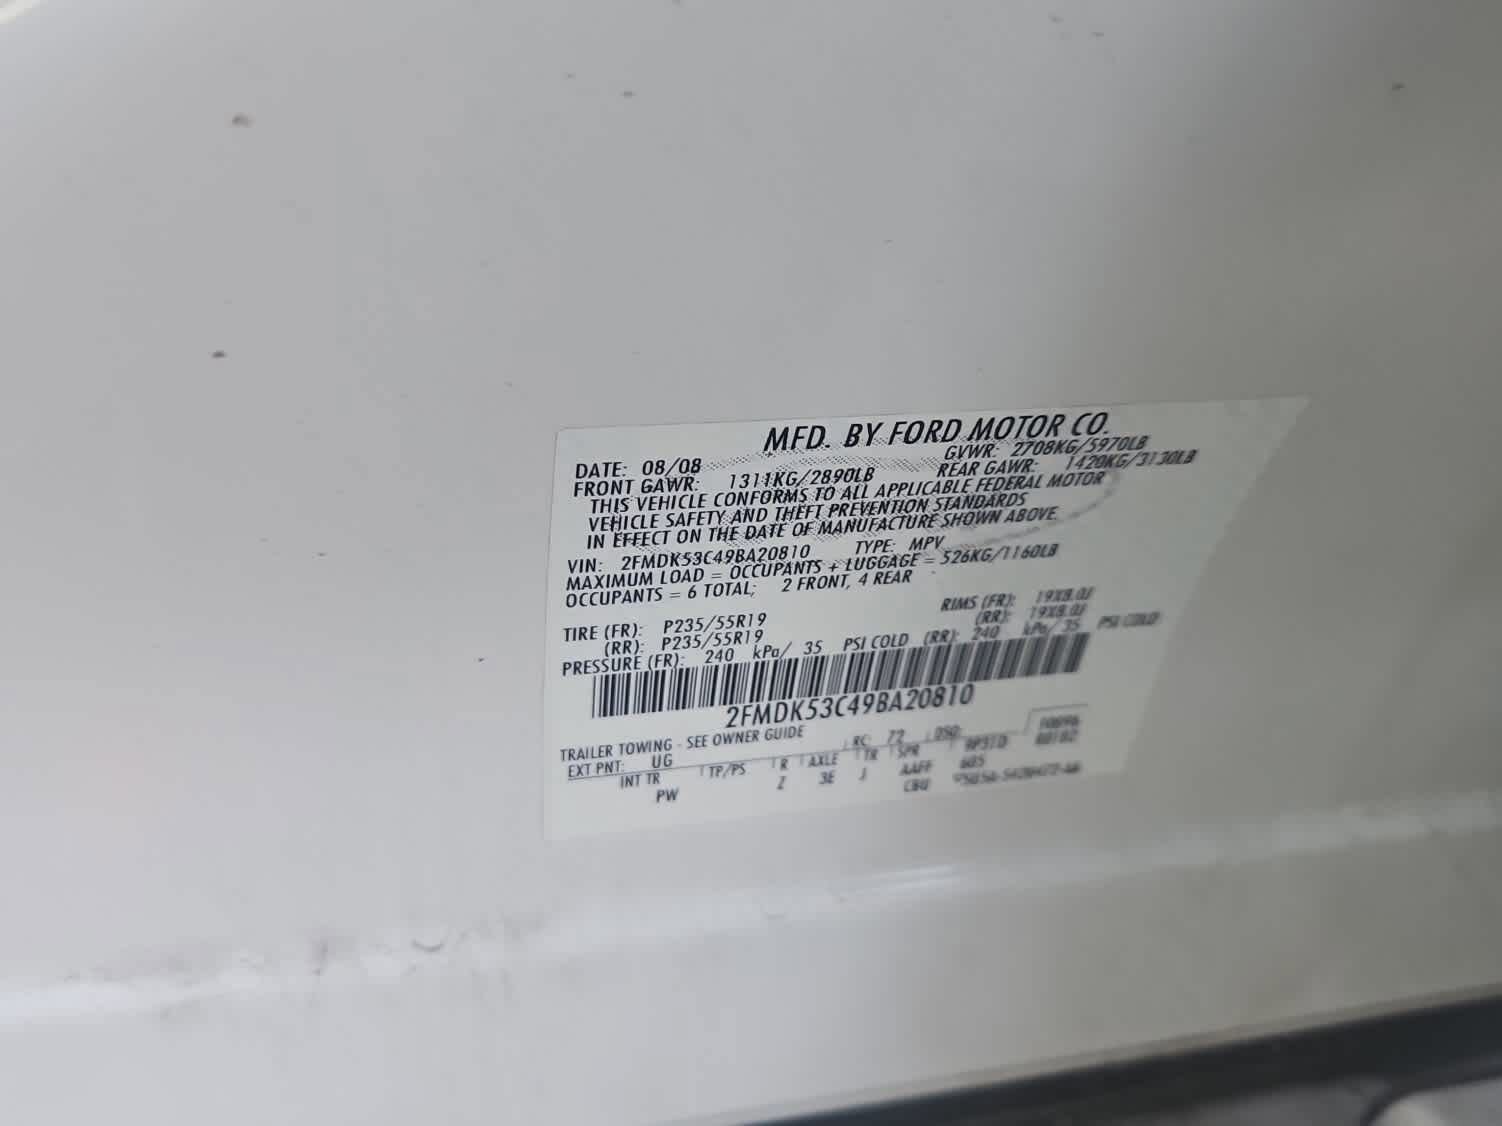 MFD. BY FORD MOTOR CO.
DATE: 08/08 GVWR: 2708KG/5970LB
FRONT GAWR: 1311KG/2890LB REAR GAWR: 1420KG/3130LB
THIS VEHICLE CONFORMS TO ALL APPLICABLE FEDERAL MOTOR
VEHICLE SAFETY AND THEFT PREVENTION STANDARDS
IN EFFECT ON THE DATE OF MANUFACTURE SHOWN ABOVE.
VIN: 2FMDK53C49BA20810 TYPE: MPV
MAXIMUM LOAD = OCCUPANTS + LUGGAGE = 526KG/1160LB
OCCUPANTS = 6 TOTAL; 2 FRONT, 4 REAR
TIRE (FR): P235/55R19 RIMS (FR): 19X8.0J
(RR): P235/55R19 (RR): 19X8.0J
PRESSURE (FR): 240 kPa/ 35 PSI COLD (RR): 240 kPa/ 35 PSI COLD
2FMDK53C49BA20810
TRAILER TOWING - SEE OWNER GUIDE
EXT PNT: UG RC: 72 DSO:
INT TR TP/PS R AXLE TR SPR
PW Z 3E J AAFF